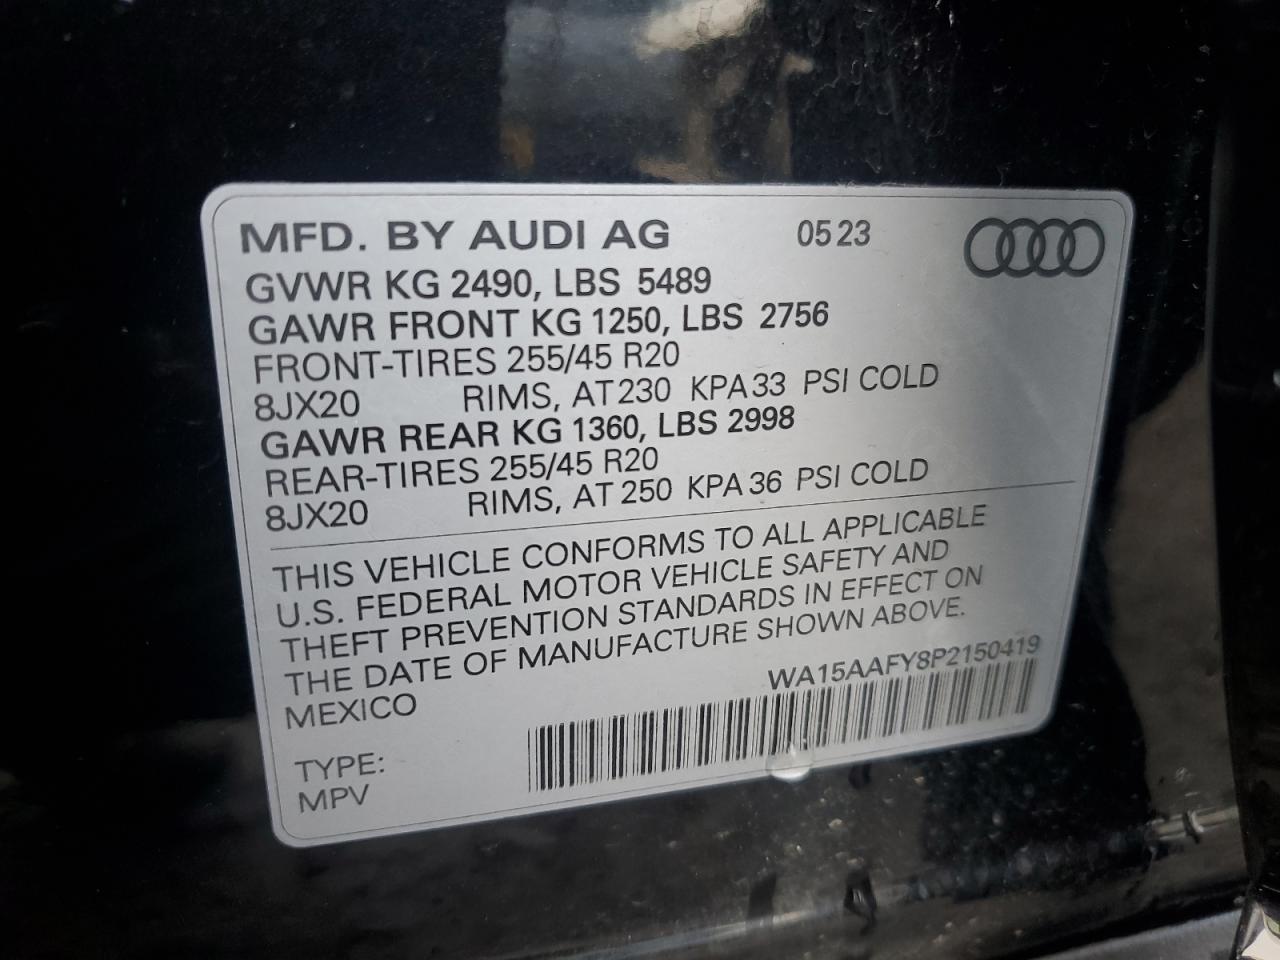 MFD. BY AUDI AG 05 23
GVWR KG 2490, LBS 5489
GAWR FRONT KG 1250, LBS 2756
FRONT-TIRES 255/45 R20
8JX20 RIMS, AT 230 KPA 33 PSI COLD
GAWR REAR KG 1360, LBS 2998
REAR-TIRES 255/45 R20
8JX20 RIMS, AT 250 KPA 36 PSI COLD
THIS VEHICLE CONFORMS TO ALL APPLICABLE
U.S. FEDERAL MOTOR VEHICLE SAFETY AND
THEFT PREVENTION STANDARDS IN EFFECT ON
THE DATE OF MANUFACTURE SHOWN ABOVE.
MEXICO WA15AAFY8P2150419
TYPE:
MPV